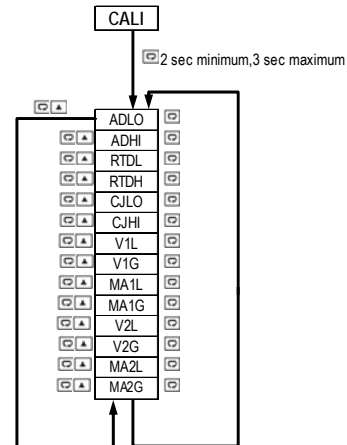 CALI
2 sec minimum,3 sec maximum
ADLO
ADHI
RTDL
RTDH
CJLO
CJHI
V1L
V1G
MA1L
MA1G
V2L
V2G
MA2L
MA2G